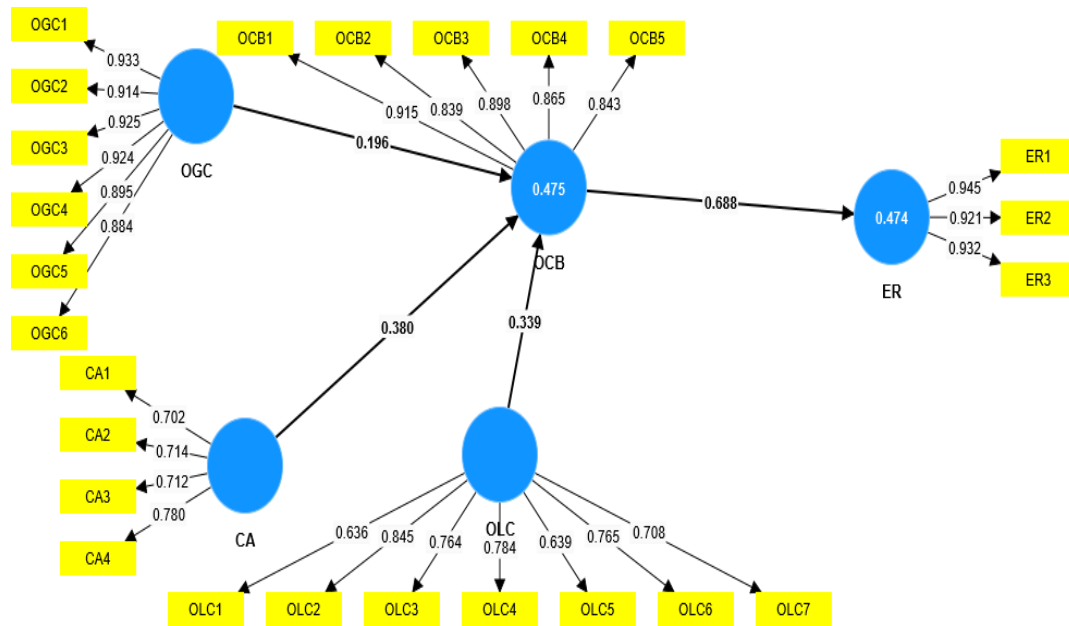 OGC1
OGC2
OGC3
OGC4
OGC5
OGC6
0.933
0.914
0.925
0.924
0.895
0.884
OGC
OCB1
OCB2
OCB3
OCB4
OCB5
0.915
0.839
0.898
0.865
0.843
0.196
0.475
OCB
0.688
0.474
ER
0.945
0.921
0.932
ER1
ER2
ER3
0.380
0.339
CA1
CA2
CA3
CA4
0.702
0.714
0.712
0.780
CA
OLC
0.636
0.845
0.764
0.784
0.639
0.765
0.708
OLC1
OLC2
OLC3
OLC4
OLC5
OLC6
OLC7